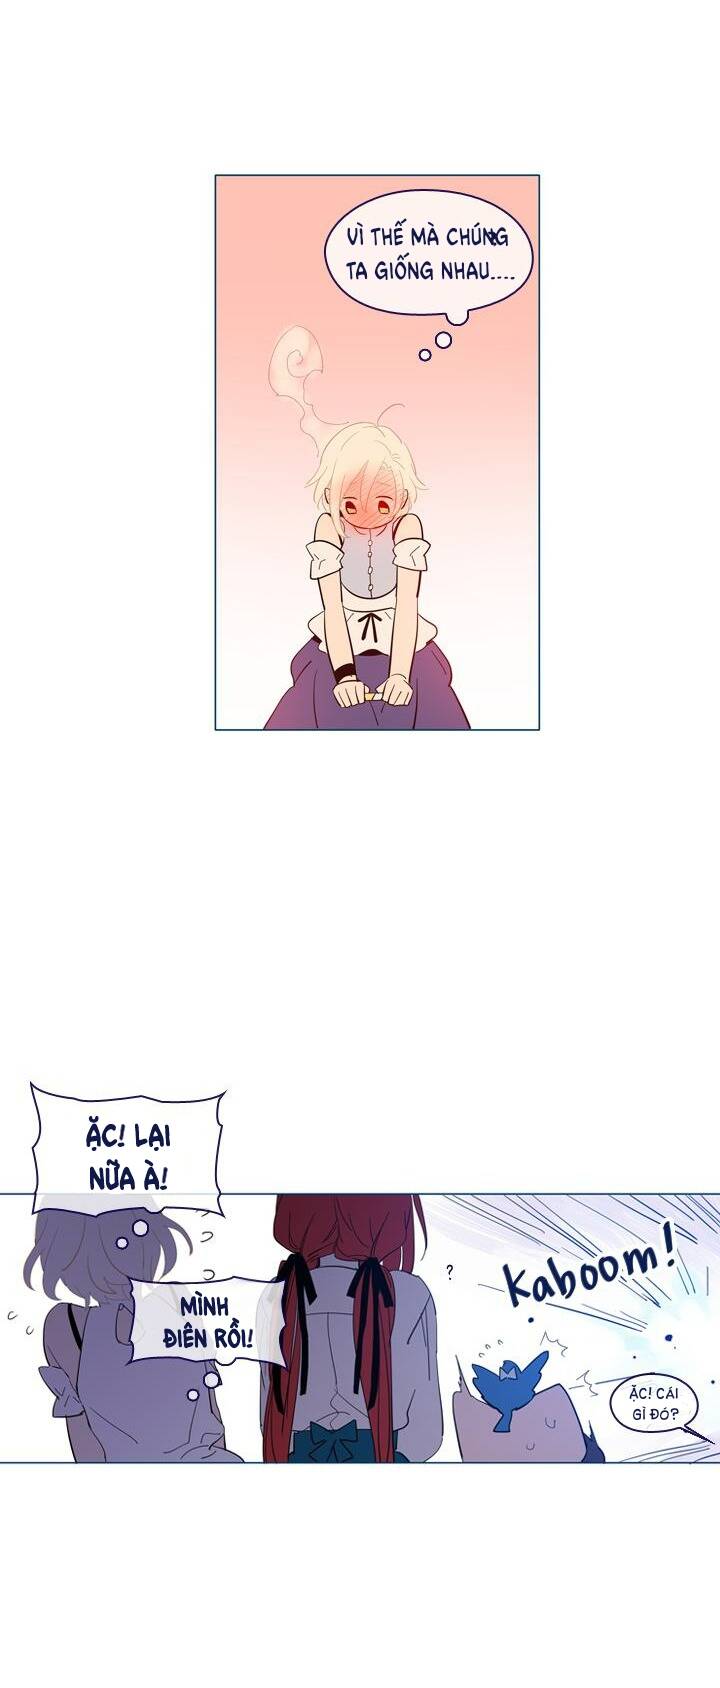 VÌ THẾ MÀ CHÚNG
TA GIỐNG NHAU....
ẶC! LẠI
NỮA À!
MÌNH
ĐIÊN RỒI!
?
Kaboom!
ẶC! CÁI
GÌ ĐÓ?